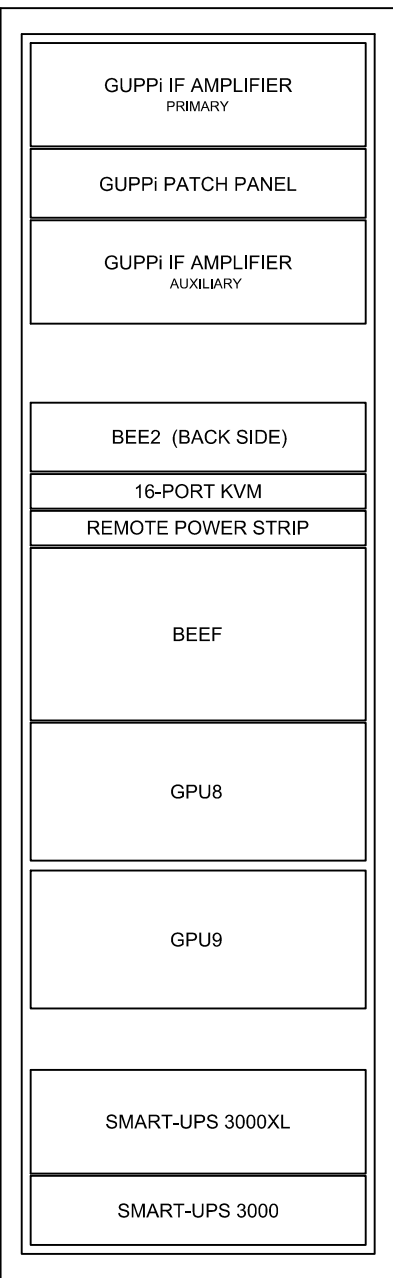 GUPPi IF AMPLIFIER
PRIMARY
GUPPi PATCH PANEL
GUPPi IF AMPLIFIER
AUXILIARY
BEE2 (BACK SIDE)
16-PORT KVM
REMOTE POWER STRIP
BEEF
GPU8
GPU9
SMART-UPS 3000XL
SMART-UPS 3000